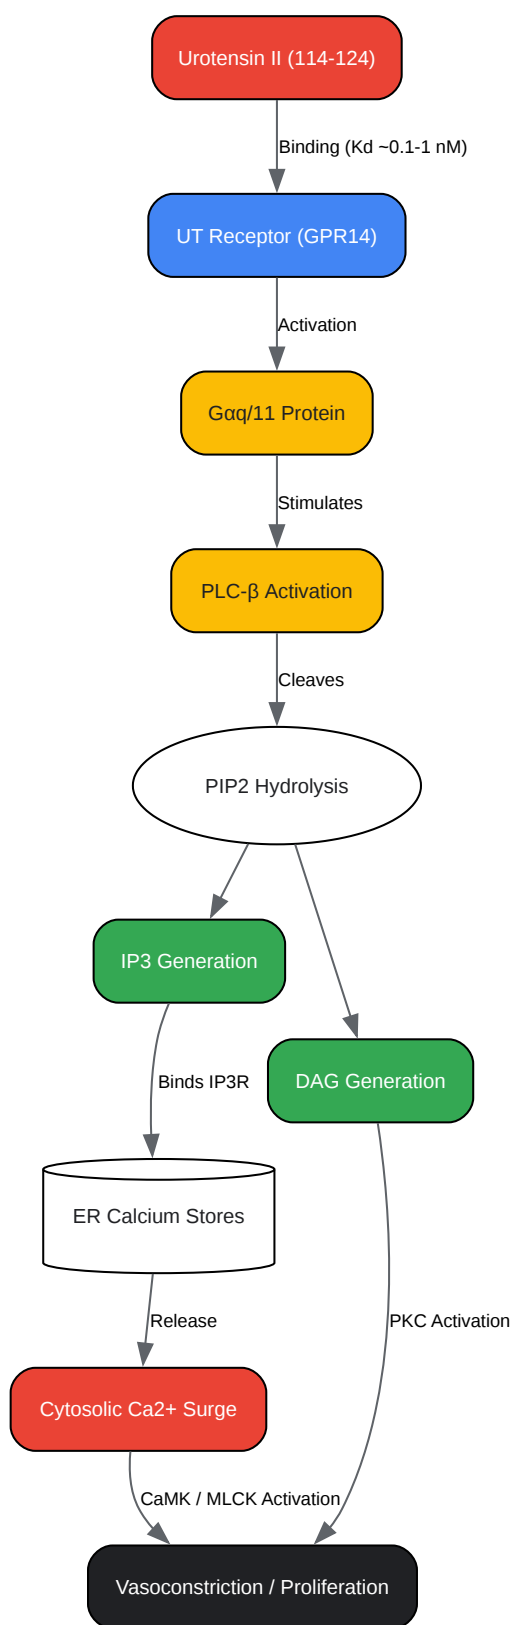 Urotensin II (114-124)
Binding (Kd ~0.1-1 nM)
UT Receptor (GPR14)
Activation
Gαq/11 Protein
Stimulates
PLC-β Activation
Cleaves
PIP2 Hydrolysis
IP3 Generation
DAG Generation
Binds IP3R
ER Calcium Stores
Release
PKC Activation
Cytosolic Ca2+ Surge
CaMK / MLCK Activation
Vasoconstriction / Proliferation